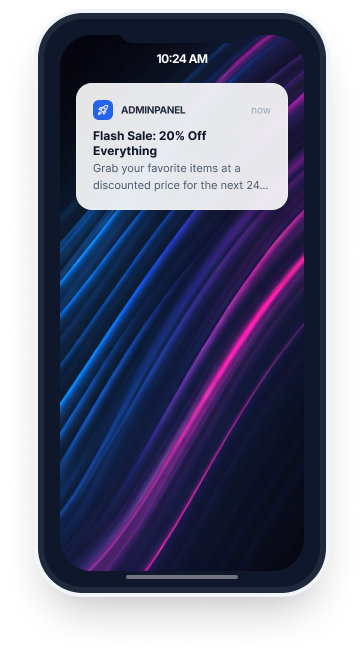 10:24 AM
ADMINPANEL now
Flash Sale: 20% Off
Everything
Grab your favorite items at a
discounted price for the next 24...